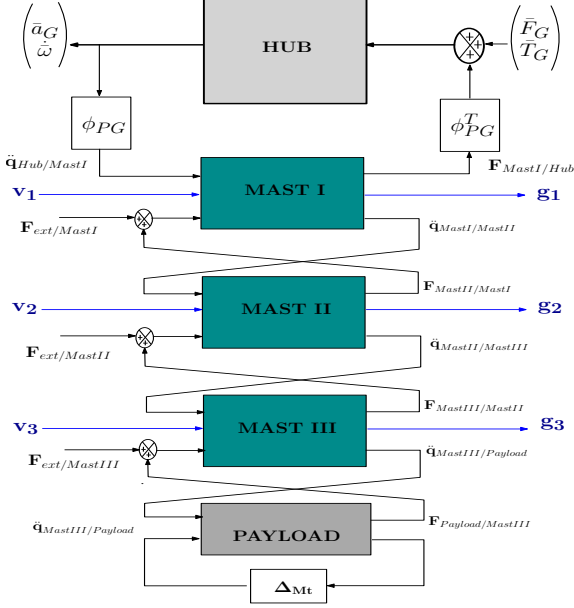 ā_G
ω̄̇
HUB
F̄_G
T̄_G
+
+
ϕ_PG
ϕ^T_PG
q̈_Hub/MastI
F_MastI/Hub
v₁
MAST I
g₁
F_ext/MastI
+
+
q̈_MastI/MastII
F_MastII/MastI
v₂
MAST II
g₂
+
+
F_ext/MastII
q̈_MastII/MastIII
F_MastIII/MastII
v₃
MAST III
g₃
+
+
F_ext/MastIII
q̈_MastIII/Payload
q̈_MastIII/Payload
F_Payload/MastIII
PAYLOAD
Δ_Mt